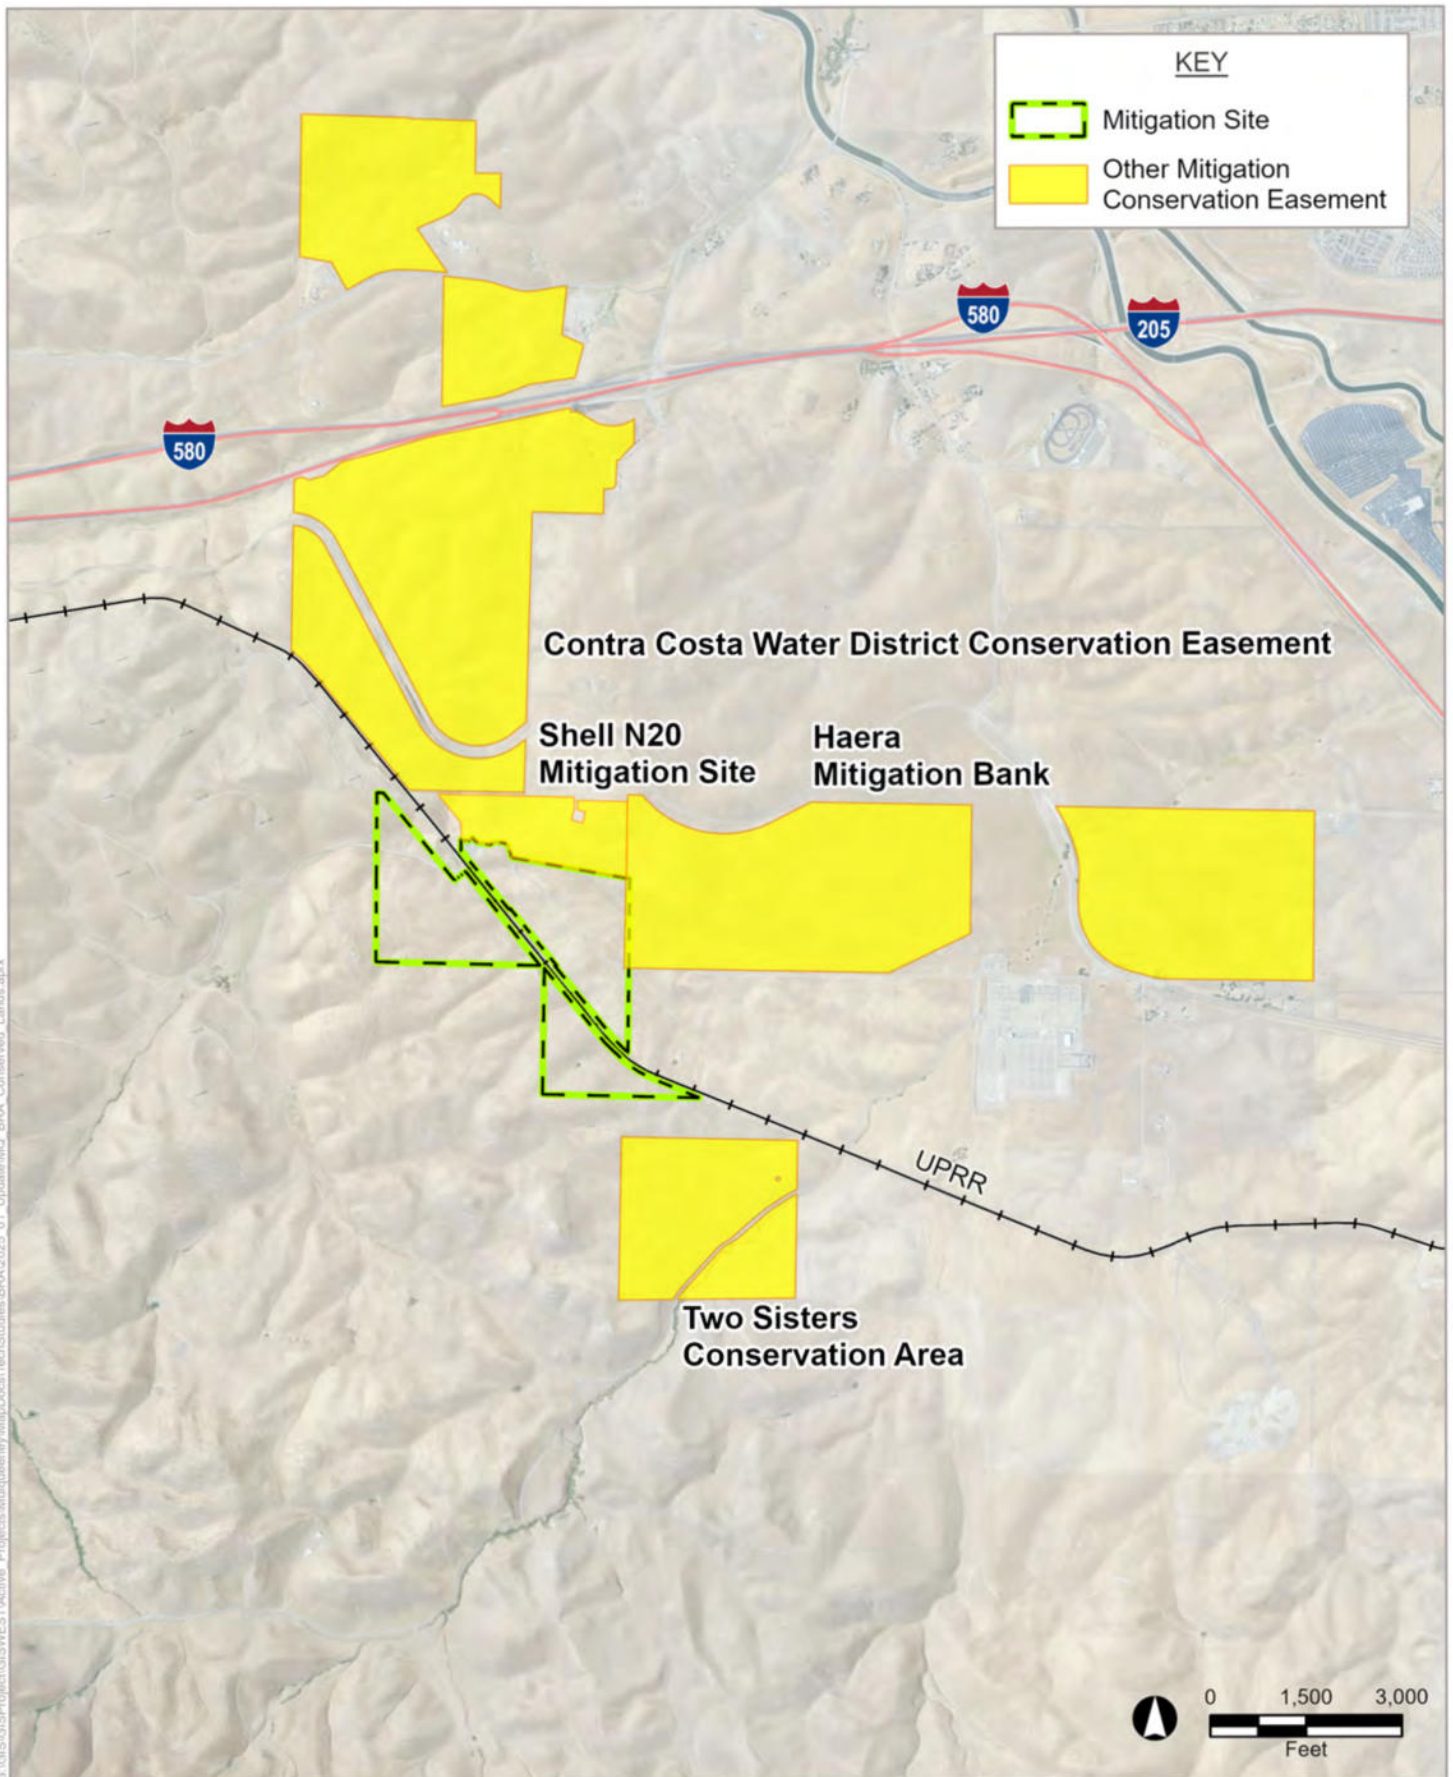 KEY
Mitigation Site
Other Mitigation
Conservation Easement
580
205
580
Contra Costa Water District Conservation Easement
Shell N20
Mitigation Site
Haera
Mitigation Bank
UPRR
Two Sisters
Conservation Area
0 1,500 3,000
Feet